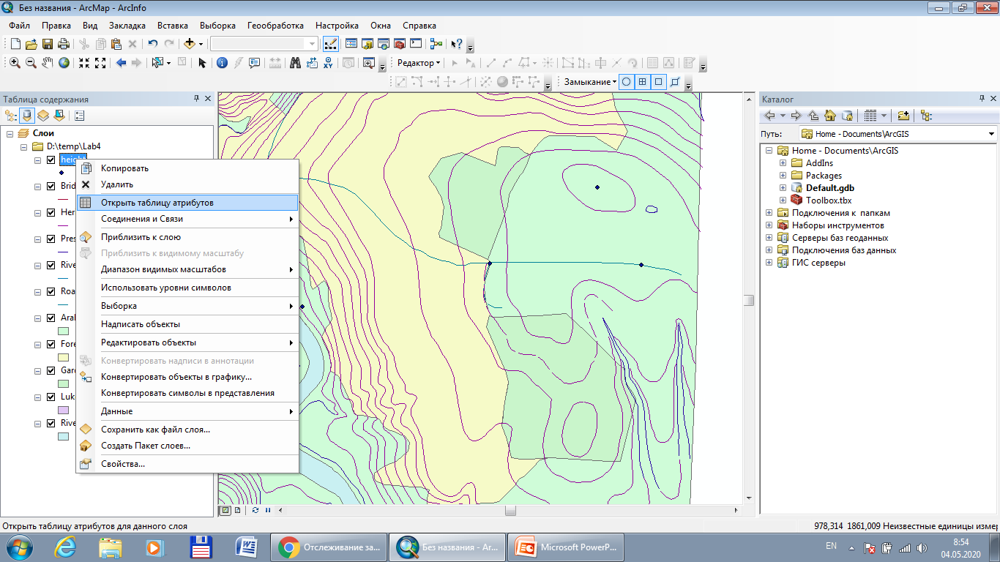 Без названия - ArcMap - ArcInfo
Файл Правка Вид Закладка Вставка Выборка Геообработка Настройка Окна Справка
Редактор
Замыкание
Таблица содержания
Слои
D:\temp\Lab4
height
Brid
Her
Pres
Rive
Roa
Aral
Fore
Gar
Luk
Rive
Копировать
Удалить
Открыть таблицу атрибутов
Соединения и Связи
Приблизить к слою
Приблизить к видимому масштабу
Диапазон видимых масштабов
Использовать уровни символов
Выборка
Надписать объекты
Редактировать объекты
Конвертировать надписи в аннотации
Конвертировать объекты в графику...
Конвертировать символы в представления
Данные
Сохранить как файл слоя...
Создать Пакет слоев...
Свойства...
Каталог
Путь: Home - Documents\ArcGIS
Home - Documents\ArcGIS
AddIns
Packages
Default.gdb
Toolbox.tbx
Подключения к папкам
Наборы инструментов
Серверы баз геоданных
Подключения баз данных
ГИС серверы
Открыть таблицу атрибутов для данного слоя
978,314 1861,009 Неизвестные единицы измер
Отслеживание за...
Без названия - Ar...
Microsoft PowerP...
EN
8:54
04.05.2020